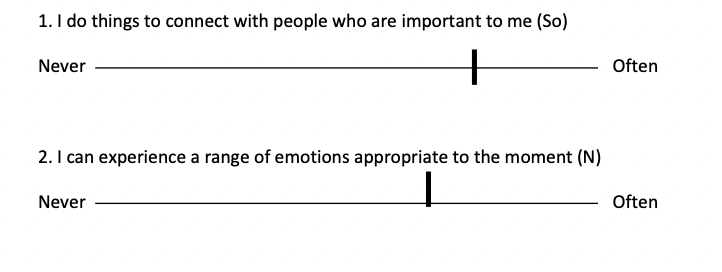 1. I do things to connect with people who are important to me (So)
Never Often
2. I can experience a range of emotions appropriate to the moment (N)
Never Often